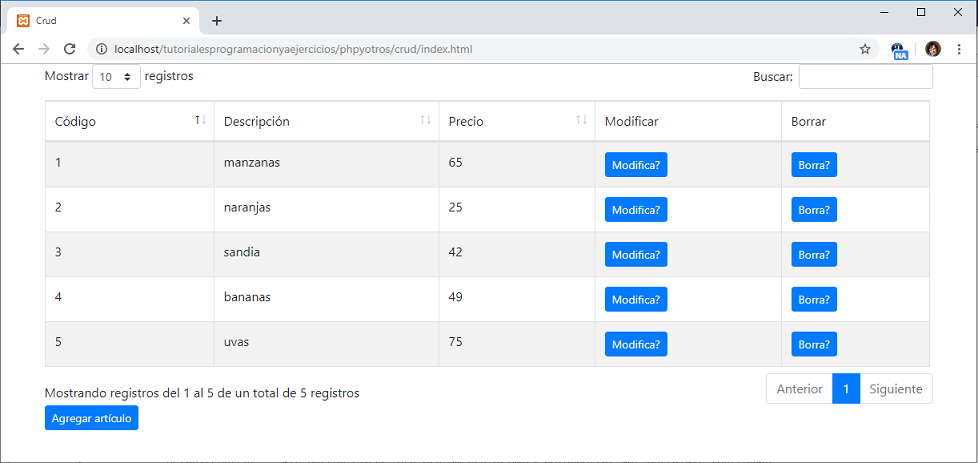 Crud
localhost/tutorialesprogramacionyaejercicios/phpyotros/crud/index.html
NA
Mostrar 10 registros Buscar:
Código Descripción Precio Modificar Borrar
1 manzanas 65 Modifica? Borra?
2 naranjas 25 Modifica? Borra?
3 sandia 42 Modifica? Borra?
4 bananas 49 Modifica? Borra?
5 uvas 75 Modifica? Borra?
Anterior 1 Siguiente
Mostrando registros del 1 al 5 de un total de 5 registros
Agregar artículo